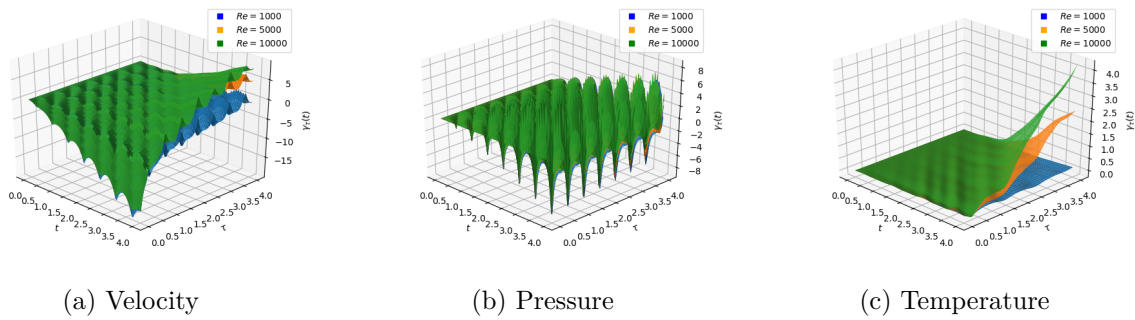 Re = 1000
Re = 5000
Re = 10000
5
0
−5
−10
−15
γτ(t)
0.0 0.5 1.0 1.5 2.0 2.5 3.0 3.5 4.0
t
0.0 0.5 1.0 1.5 2.0 2.5 3.0 3.5 4.0
τ
(a) Velocity
Re = 1000
Re = 5000
Re = 10000
8
6
4
2
0
−2
−4
−6
−8
γτ(t)
0.0 0.5 1.0 1.5 2.0 2.5 3.0 3.5 4.0
t
0.0 0.5 1.0 1.5 2.0 2.5 3.0 3.5 4.0
τ
(b) Pressure
Re = 1000
Re = 5000
Re = 10000
4.0
3.5
3.0
2.5
2.0
1.5
1.0
0.5
0.0
γτ(t)
0.0 0.5 1.0 1.5 2.0 2.5 3.0 3.5 4.0
t
0.0 0.5 1.0 1.5 2.0 2.5 3.0 3.5 4.0
τ
(c) Temperature